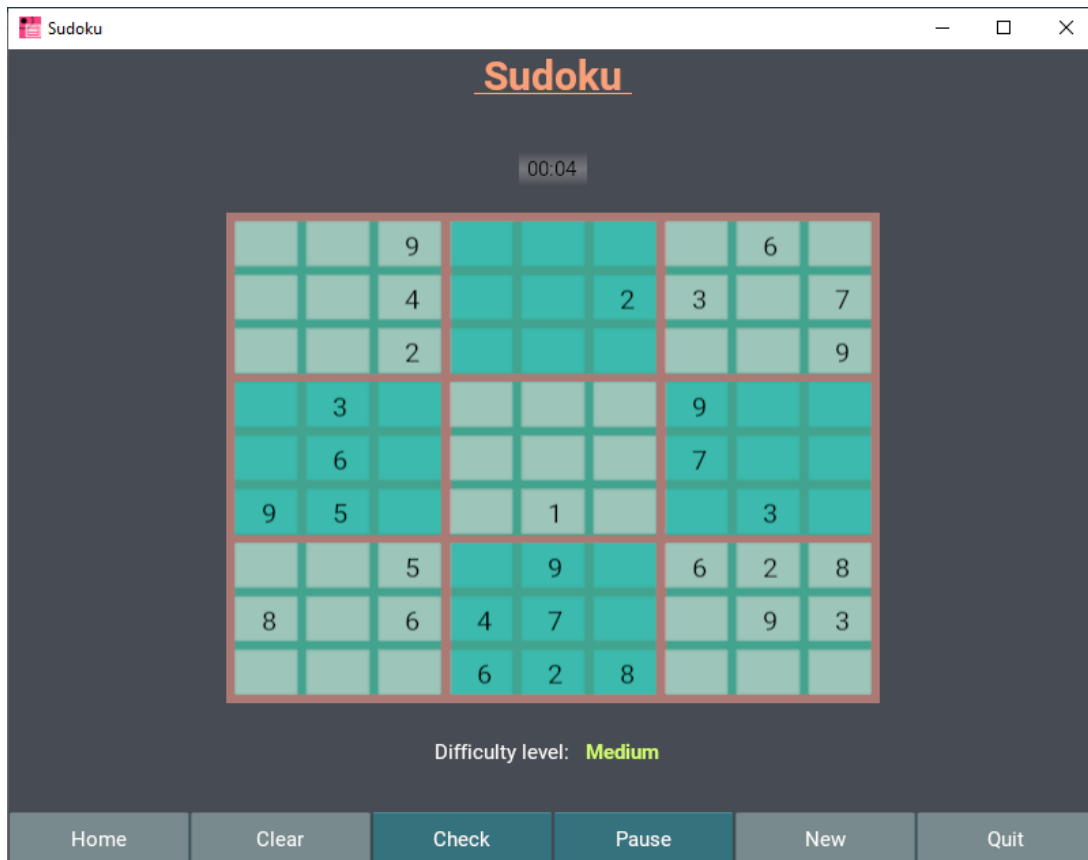 Sudoku
Sudoku
00:04
9 6
4 2 3 7
2 9
3 9
6 7
9 5 1 3
5 9 6 2 8
8 6 4 7 9 3
6 2 8
Difficulty level: Medium
Home Clear Check Pause New Quit